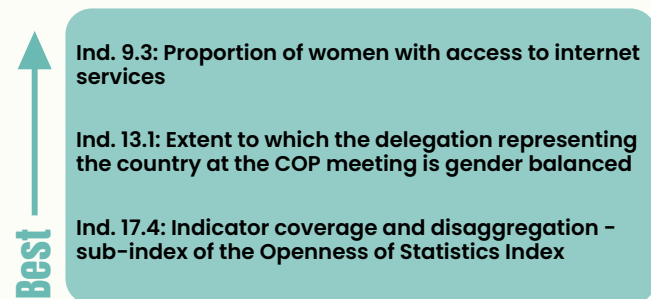 Ind. 9.3: Proportion of women with access to internet
services
Ind. 13.1: Extent to which the delegation representing
the country at the COP meeting is gender balanced
Ind. 17.4: Indicator coverage and disaggregation -
sub-index of the Openness of Statistics Index
Best